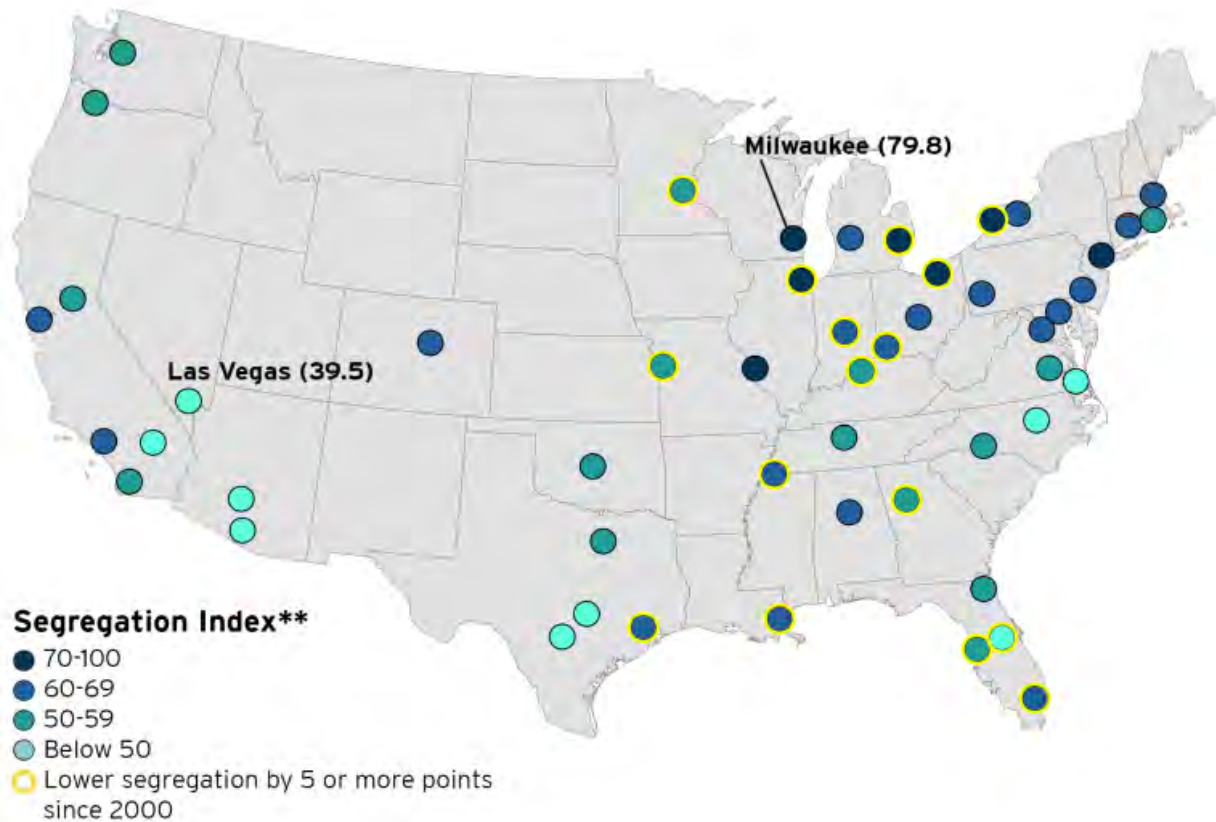 Milwaukee (79.8)
Las Vegas (39.5)
Segregation Index**
70-100
60-69
50-59
Below 50
Lower segregation by 5 or more points
since 2000